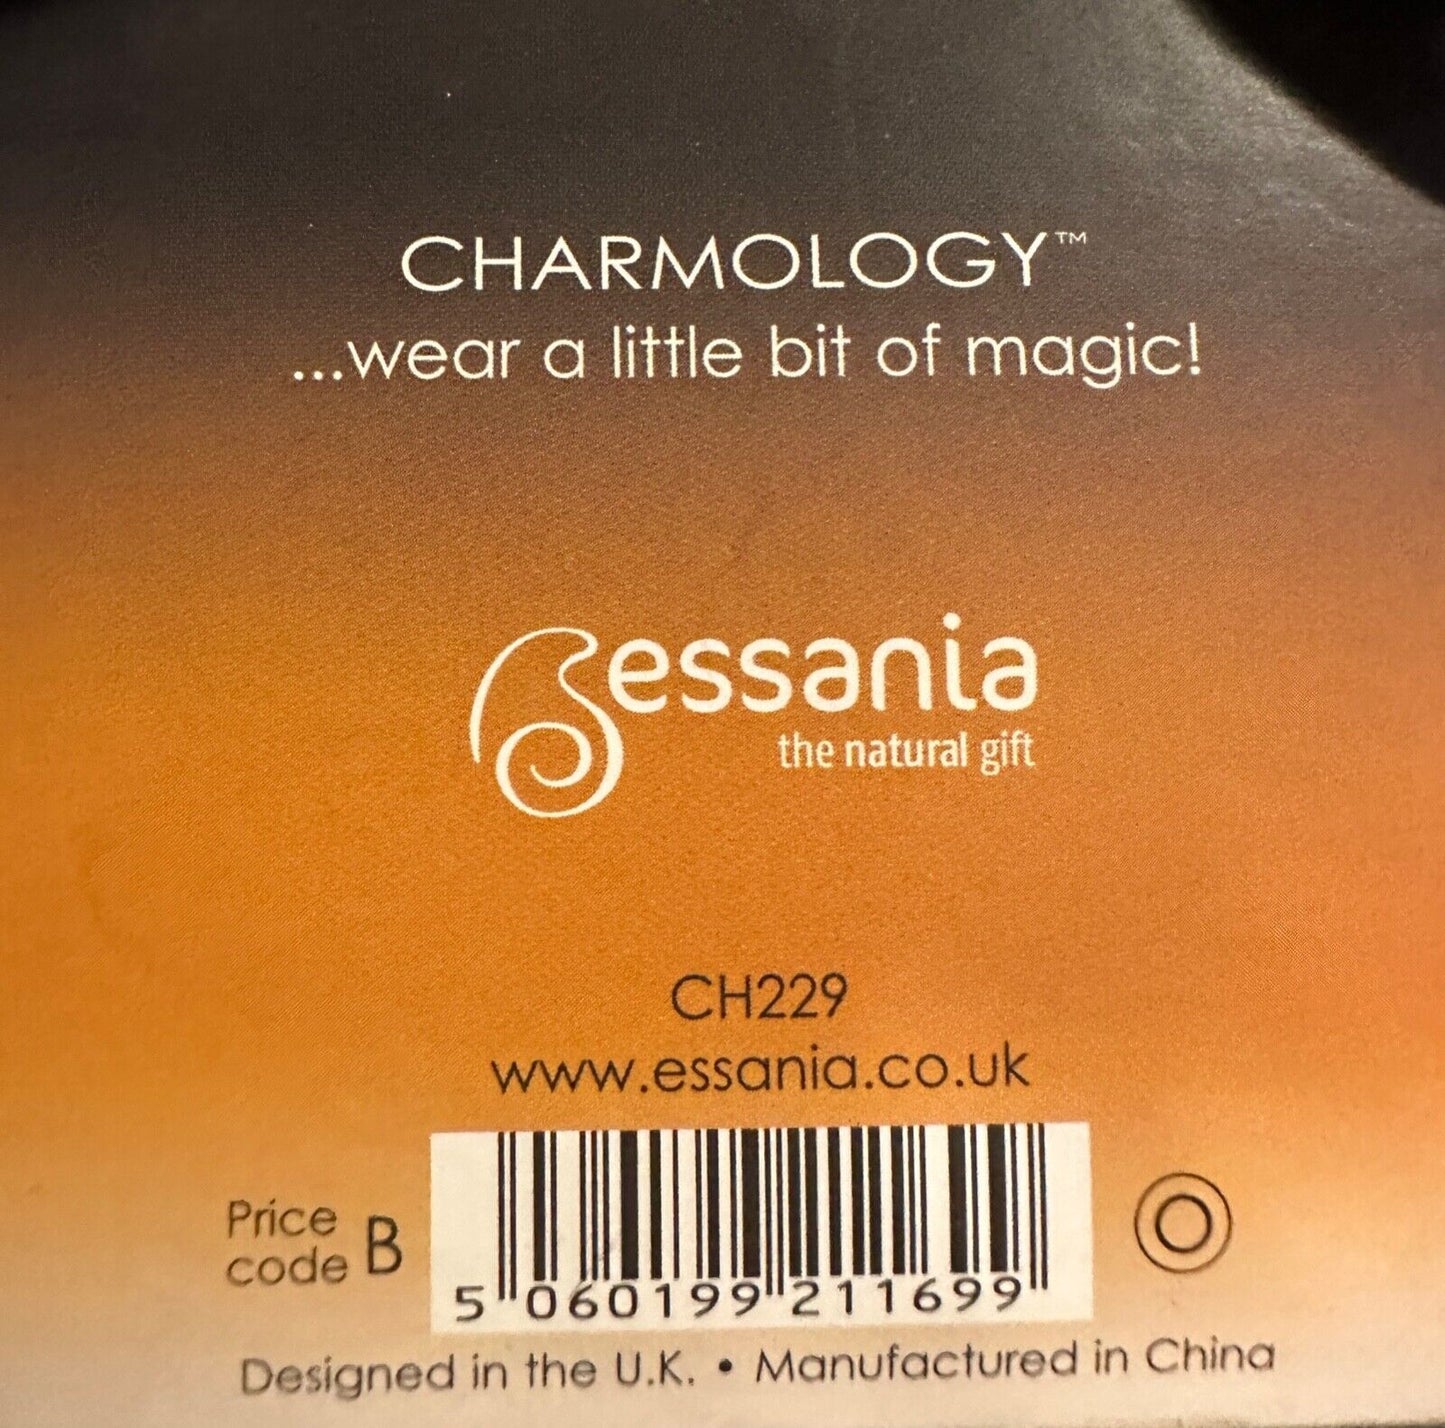 CHARMOLOGY™
...wear a little bit of magic!
essania
the natural gift
CH229
www.essania.co.uk
Price
code B
5 060199 211699
Designed in the U.K. • Manufactured in China